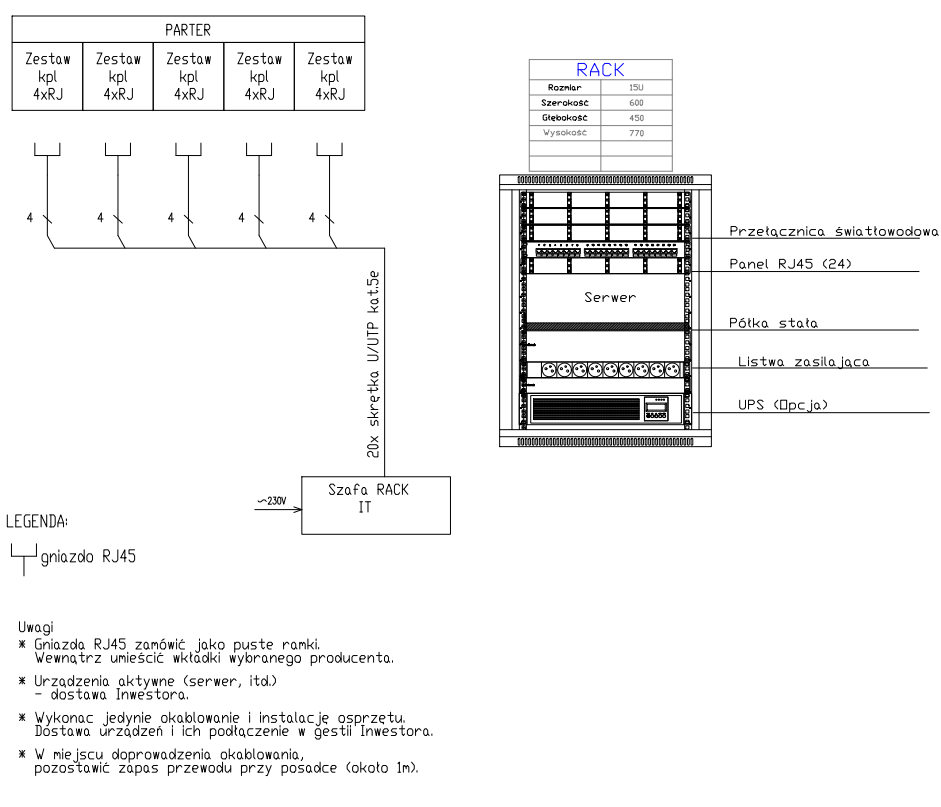 PARTER
Zestaw kpl 4xRJ
Zestaw kpl 4xRJ
Zestaw kpl 4xRJ
Zestaw kpl 4xRJ
Zestaw kpl 4xRJ
4
4
4
4
4
20x skrętka U/UTP kat.5e
~230V
Szafa RACK
IT
LEGENDA:
gniazdo RJ45
RACK
Rozmiar 15U
Szerokość 600
Głębokość 450
Wysokość 770
Przełącznica światłowodowa
Panel RJ45 (24)
Serwer
Półka stała
Listwa zasilająca
UPS (□pcja)
Uwagi
* Gniazda RJ45 zamówić jako puste ramki.
Wewnątrz umieścić wkładki wybranego producenta.
* Urządzenia aktywne (serwer, itd.)
- dostawa Inwestora.
* Wykonac jedynie okablowanie i instalację osprzętu.
Dostawa urządzeń i ich podłączenie w gestii Inwestora.
* W miejscu doprowadzenia okablowania,
pozostawić zapas przewodu przy posadce (około 1m).